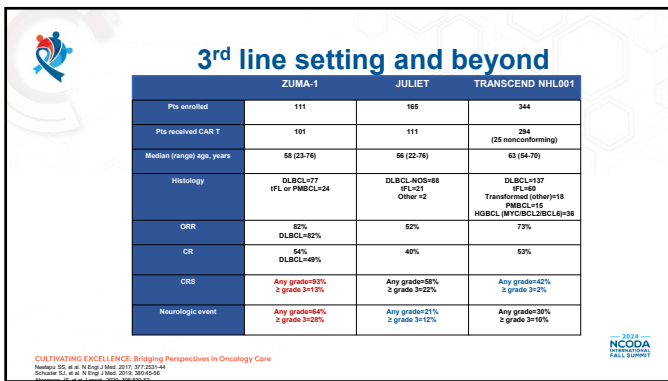 3rd line setting and beyond
ZUMA-1 JULIET TRANSCEND NHL001
Pts enrolled 111 165 344
Pts received CAR T 101 111 294
(25 nonconforming)
Median (range) age, years 58 (23-76) 56 (22-76) 63 (54-70)
Histology DLBCL=77 DLBCL-NOS=88 DLBCL=137
tFL or PMBCL=24 tFL=21 tFL=60
Other =2 Transformed (other)=18
PMBCL=15
HGBCL (MYC/BCL2/BCL6)=36
ORR 82% 52% 73%
DLBCL=82%
CR 54% 40% 53%
DLBCL=49%
CRS Any grade=93% Any grade=58% Any grade=42%
≥ grade 3=13% ≥ grade 3=22% ≥ grade 3=2%
Neurologic event Any grade=64% Any grade=21% Any grade=30%
≥ grade 3=28% ≥ grade 3=12% ≥ grade 3=10%
2024
NCODA
INTERNATIONAL
FALL SUMMIT
CULTIVATING EXCELLENCE: Bridging Perspectives in Oncology Care
Neelapu SS, et al. N Engl J Med. 2017; 377:2531-44
Schuster SJ, et al. N Engl J Med. 2019; 380:45-56